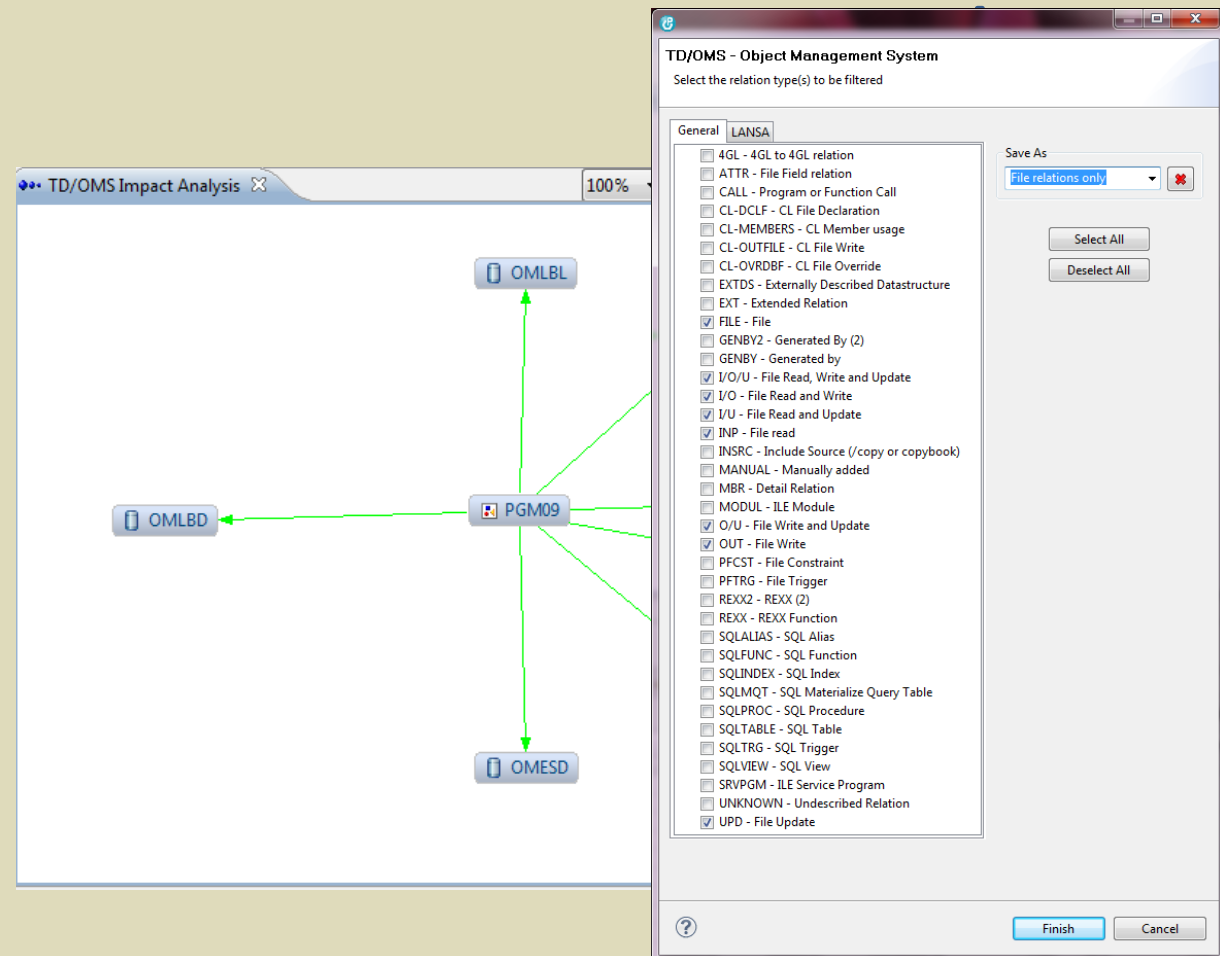 TD/OMS Impact Analysis
100%
OMLBL
OMLBD
PGM09
OMESD
TD/OMS - Object Management System
Select the relation type(s) to be filtered
General
LANSA
4GL - 4GL to 4GL relation
ATTR - File Field relation
CALL - Program or Function Call
CL-DCLF - CL File Declaration
CL-MEMBERS - CL Member usage
CL-OUTFILE - CL File Write
CL-OVRDBF - CL File Override
EXTDS - Externally Described Datastructure
EXT - Extended Relation
FILE - File
GENBY2 - Generated By (2)
GENBY - Generated by
I/O/U - File Read, Write and Update
I/O - File Read and Write
I/U - File Read and Update
INP - File read
INSRC - Include Source (/copy or copybook)
MANUAL - Manually added
MBR - Detail Relation
MODUL - ILE Module
O/U - File Write and Update
OUT - File Write
PFCST - File Constraint
PFTRG - File Trigger
REXX2 - REXX (2)
REXX - REXX Function
SQLALIAS - SQL Alias
SQLFUNC - SQL Function
SQLINDEX - SQL Index
SQLMQT - SQL Materialize Query Table
SQLPROC - SQL Procedure
SQLTABLE - SQL Table
SQLTRG - SQL Trigger
SQLVIEW - SQL View
SRVPGM - ILE Service Program
UNKNOWN - Undescribed Relation
UPD - File Update
Save As
File relations only
Select All
Deselect All
Finish
Cancel